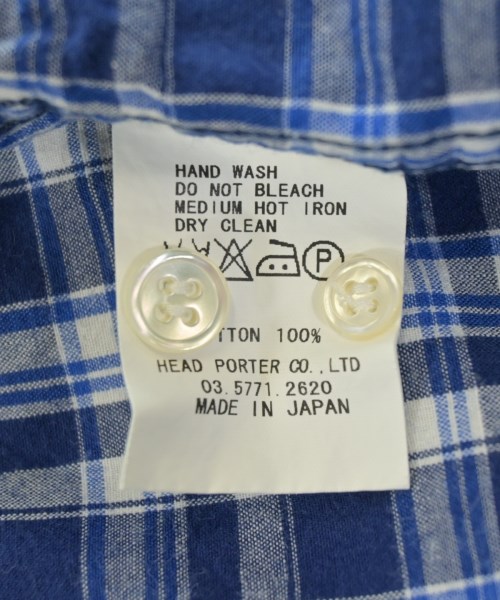 HAND WASH
DO NOT BLEACH
MEDIUM HOT IRON
DRY CLEAN
P
TTON 100%
HEAD PORTER CO.,LTD
03.5771.2620
MADE IN JAPAN